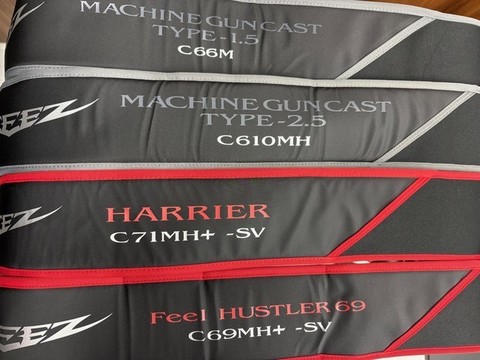 MACHINE GUN CAST
TYPE-1.5
C66M
EEZ
MACHINE GUN CAST
TYPE-2.5
C610MH
HARRIER
C71MH+ -SV
EEZ
Feel HUSTLER 69
C69MH+ -SV